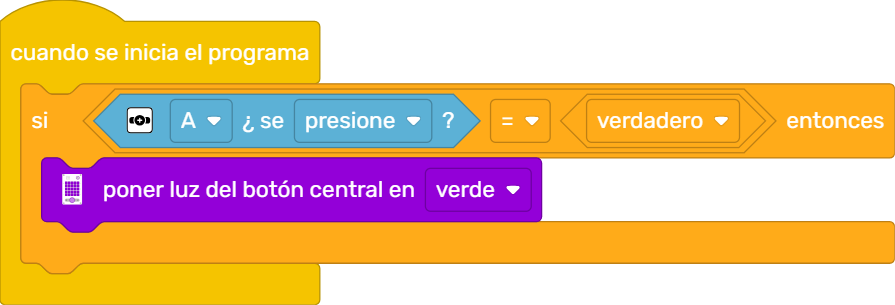 cuando se inicia el programa
si A ¿ se presione ? = verdadero entonces
poner luz del botón central en verde